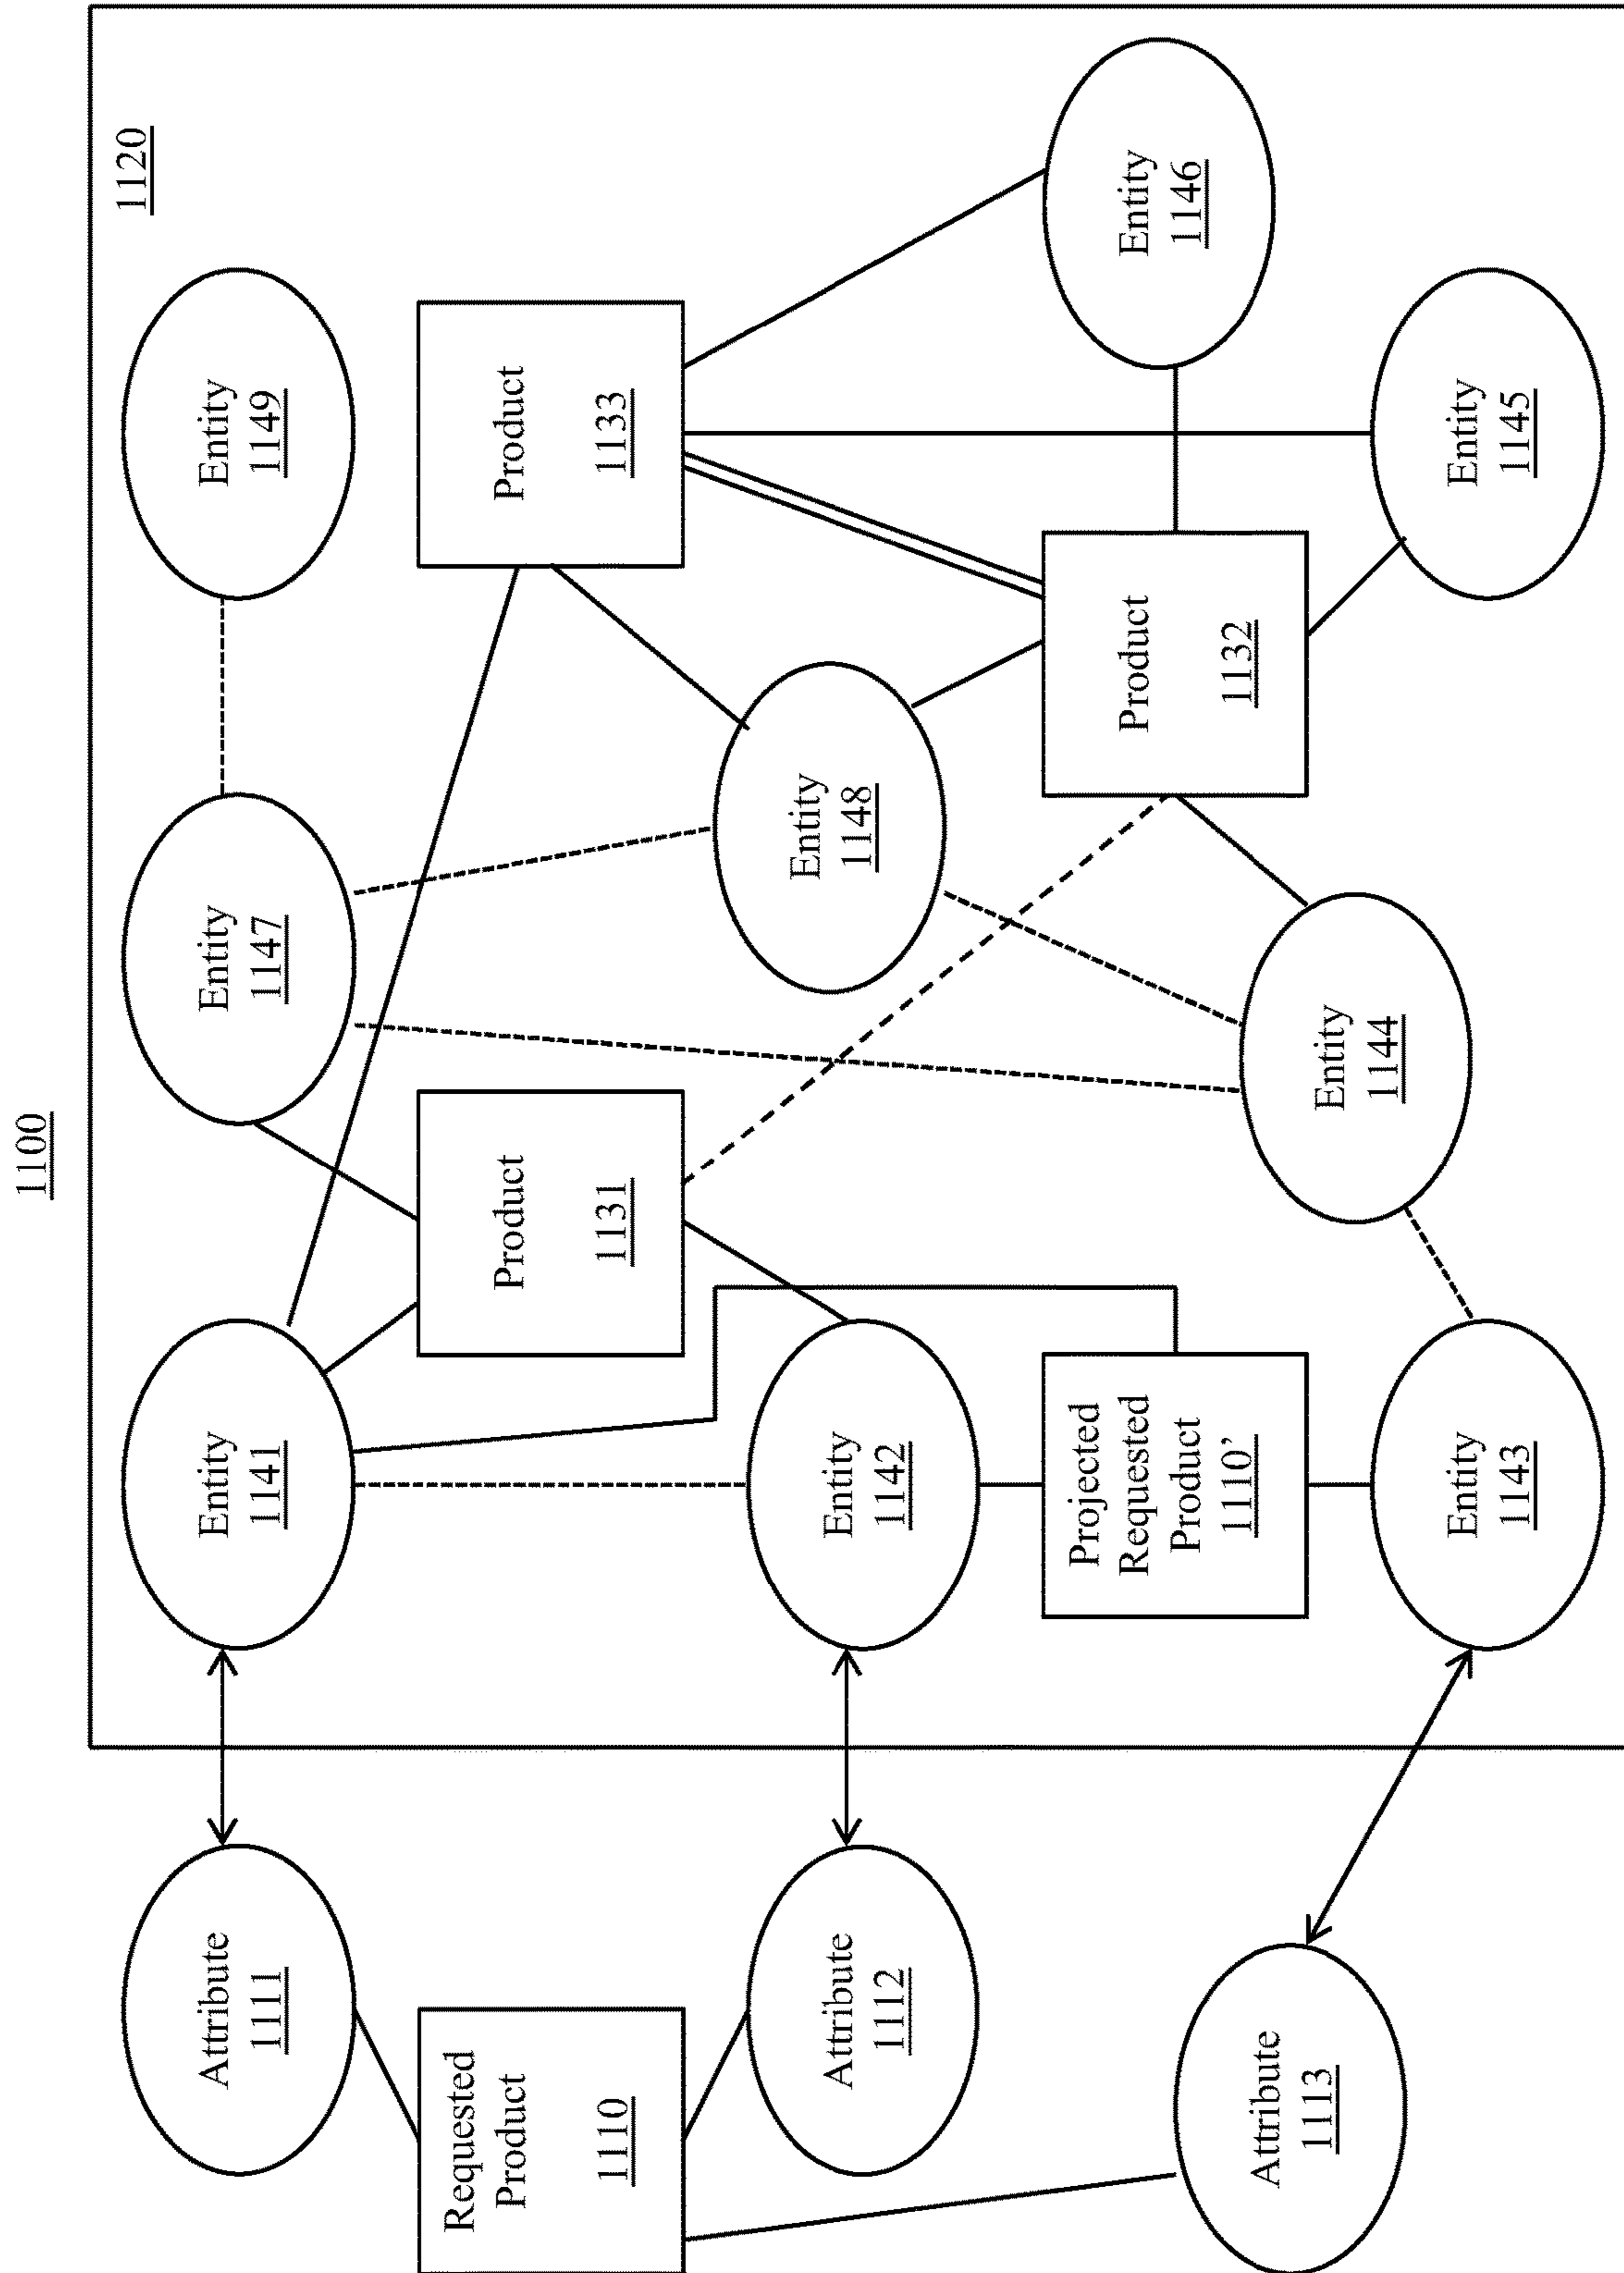 1100
1120
Attribute
1111
Entity
1141
Entity
1147
Entity
1149
Requested
Product
1110
Product
1131
Product
1133
Attribute
1112
Entity
1142
Entity
1148
Projected
Requested
Product
1110’
Product
1132
Entity
1146
Attribute
1113
Entity
1143
Entity
1144
Entity
1145